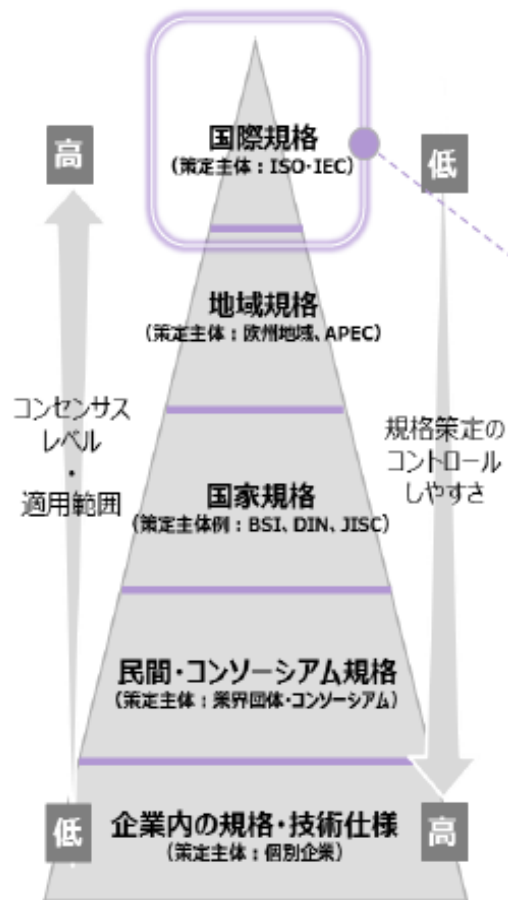 国際規格
(策定主体：ISO・IEC)
高
低
地域規格
(策定主体：欧州地域、APEC)
コンセンサス
レベル
・
適用範囲
規格策定の
コントロール
しやすさ
国家規格
(策定主体例：BSI、DIN、JISC)
民間・コンソーシアム規格
(策定主体：業界団体・コンソーシアム)
低
企業内の規格・技術仕様
(策定主体：個別企業)
高